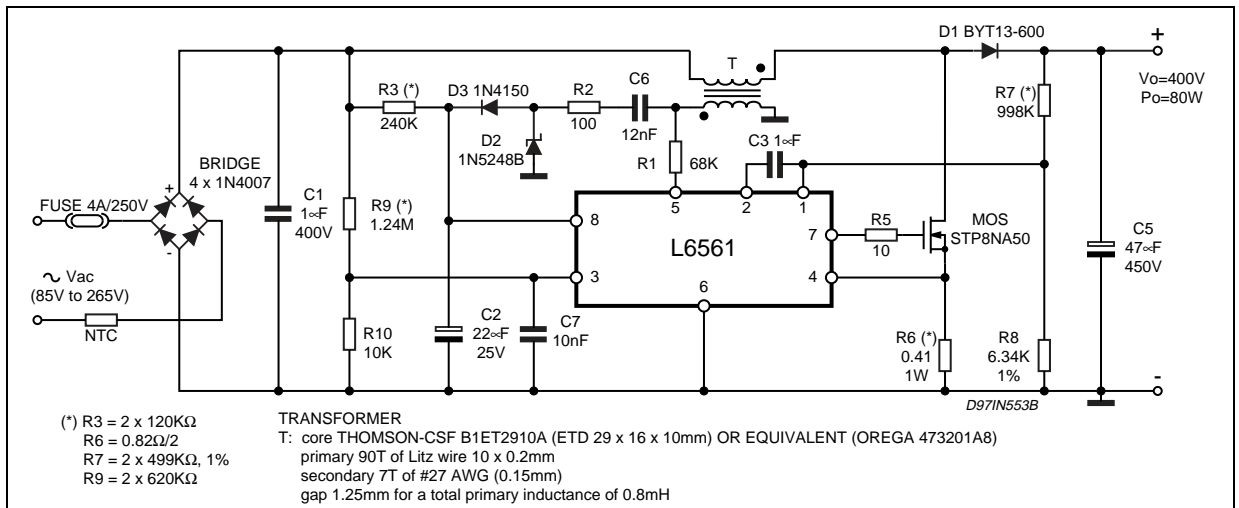 D1 BYT13-600
+
Vo=400V
Po=80W
T
R3 (*)
240K
D3 1N4150
R2
100
C6
12nF
R7 (*)
998K
D2
1N5248B
R1
68K
C3 1∝F
BRIDGE
4 x 1N4007
+
-
FUSE 4A/250V
C1
1∝F
400V
R9 (*)
1.24M
5
2
1
8
L6561
7
3
6
4
R5
10
MOS
STP8NA50
C5
47∝F
450V
~ Vac
(85V to 265V)
NTC
R10
10K
C2
22∝F
25V
C7
10nF
R6 (*)
0.41
1W
R8
6.34K
1%
-
D97IN553B
(*) R3 = 2 x 120KΩ
R6 = 0.82Ω/2
R7 = 2 x 499KΩ, 1%
R9 = 2 x 620KΩ
TRANSFORMER
T: core THOMSON-CSF B1ET2910A (ETD 29 x 16 x 10mm) OR EQUIVALENT (OREGA 473201A8)
primary 90T of Litz wire 10 x 0.2mm
secondary 7T of #27 AWG (0.15mm)
gap 1.25mm for a total primary inductance of 0.8mH